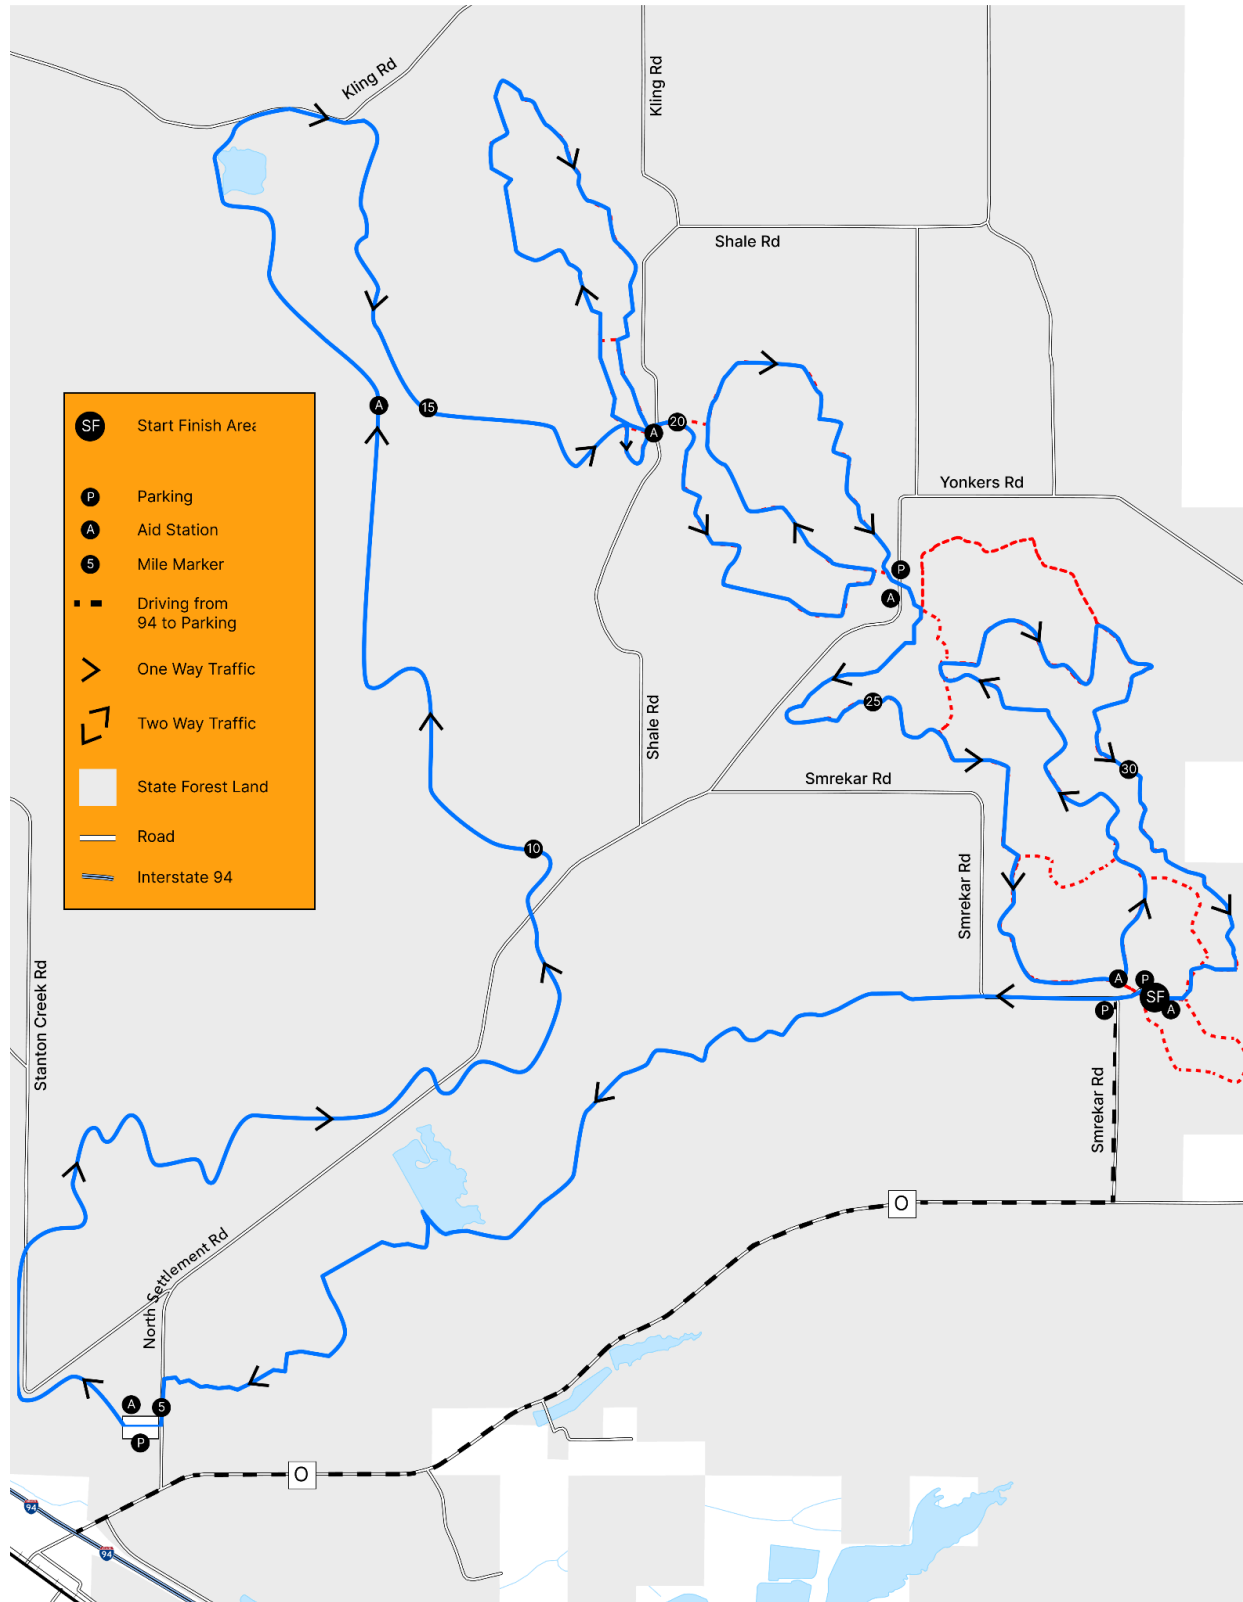 Kling Rd
Kling Rd
Shale Rd
A
15
A
20
SF
Start Finish Area
P
Parking
A
Aid Station
5
Mile Marker
Driving from
94 to Parking
One Way Traffic
Two Way Traffic
State Forest Land
Road
Interstate 94
Yonkers Rd
P
A
25
Shale Rd
Smrekar Rd
30
10
Smrekar Rd
Stanton Creek Rd
A
P
SF
P
A
Smrekar Rd
O
North Settlement Rd
A
5
P
O
94
94